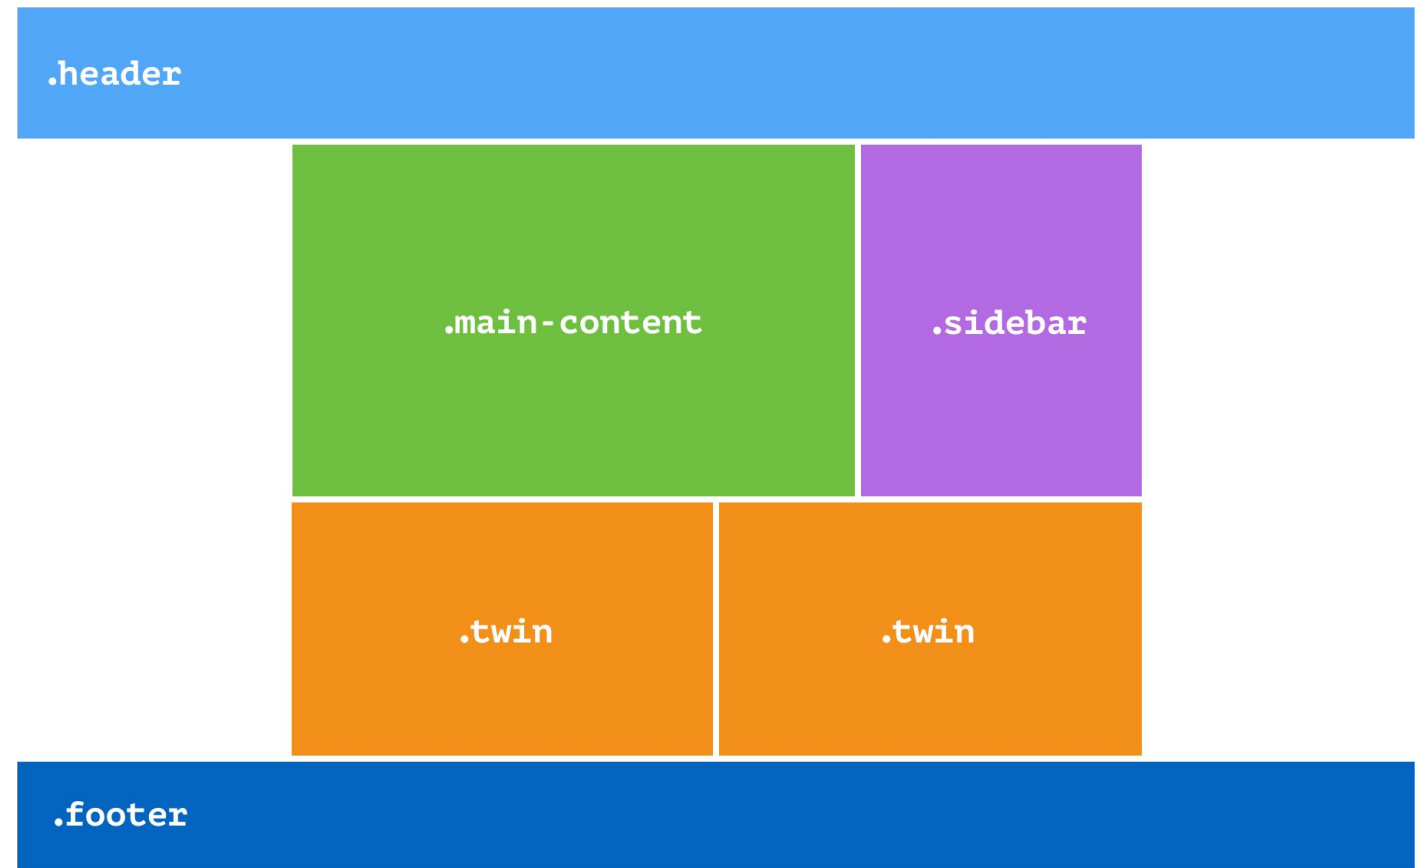 .header
.main-content
.sidebar
.twin
.twin
.footer